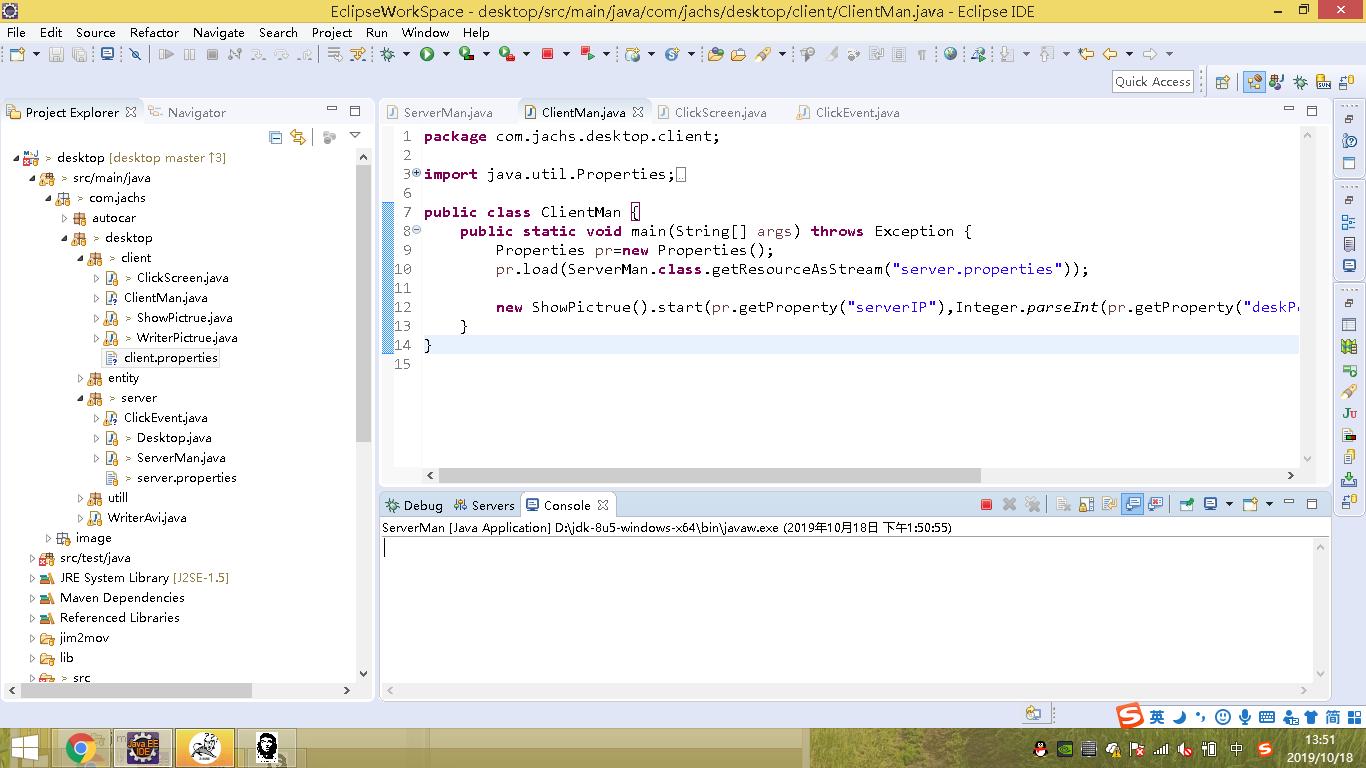 EclipseWorkSpace - desktop/src/main/java/com/jachs/desktop/client/ClientMan.java - Eclipse IDE
File Edit Source Refactor Navigate Search Project Run Window Help
Quick Access
Project Explorer Navigator
> desktop [desktop master ↑3]
> src/main/java
> com.jachs
autocar
> desktop
> client
> ClickScreen.java
ClientMan.java
> ShowPictrue.java
> WriterPictrue.java
client.properties
entity
> server
ClickEvent.java
> Desktop.java
> ServerMan.java
> server.properties
utill
WriterAvi.java
image
src/test/java
JRE System Library [J2SE-1.5]
Maven Dependencies
Referenced Libraries
jim2mov
lib
> src
ServerMan.java ClientMan.java ClickScreen.java ClickEvent.java
1 package com.jachs.desktop.client;
2
3 import java.util.Properties;
6
7 public class ClientMan {
8 public static void main(String[] args) throws Exception {
9 Properties pr=new Properties();
10 pr.load(ServerMan.class.getResourceAsStream("server.properties"));
11
12 new ShowPictrue().start(pr.getProperty("serverIP"),Integer.parseInt(pr.getProperty("deskP
13 }
14 }
15
Debug Servers Console
ServerMan [Java Application] D:\jdk-8u5-windows-x64\bin\javaw.exe (2019年10月18日 下午1:50:55)
Ju
英
简
Java EE
IDE
中
13:51
2019/10/18